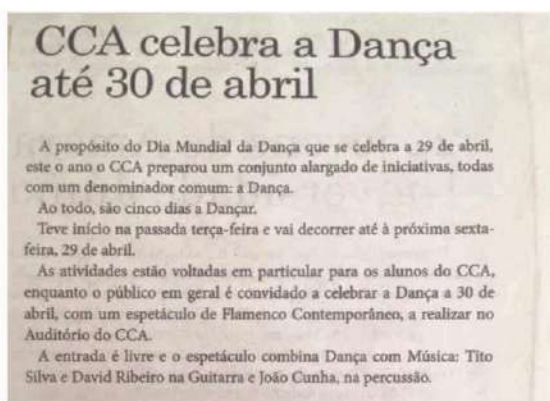 CCA celebra a Dança
até 30 de abril
A propósito do Dia Mundial da Dança que se celebra a 29 de abril,
este o ano o CCA preparou um conjunto alargado de iniciativas, todas
com um denominador comum: a Dança.
Ao todo, são cinco dias a Dançar.
Teve início na passada terça-feira e vai decorrer até à próxima sexta-
feira, 29 de abril.
As atividades estão voltadas em particular para os alunos do CCA,
enquanto o público em geral é convidado a celebrar a Dança a 30 de
abril, com um espetáculo de Flamenco Contemporâneo, a realizar no
Auditório do CCA.
A entrada é livre e o espetáculo combina Dança com Música: Tito
Silva e David Ribeiro na Guitarra e João Cunha, na percussão.